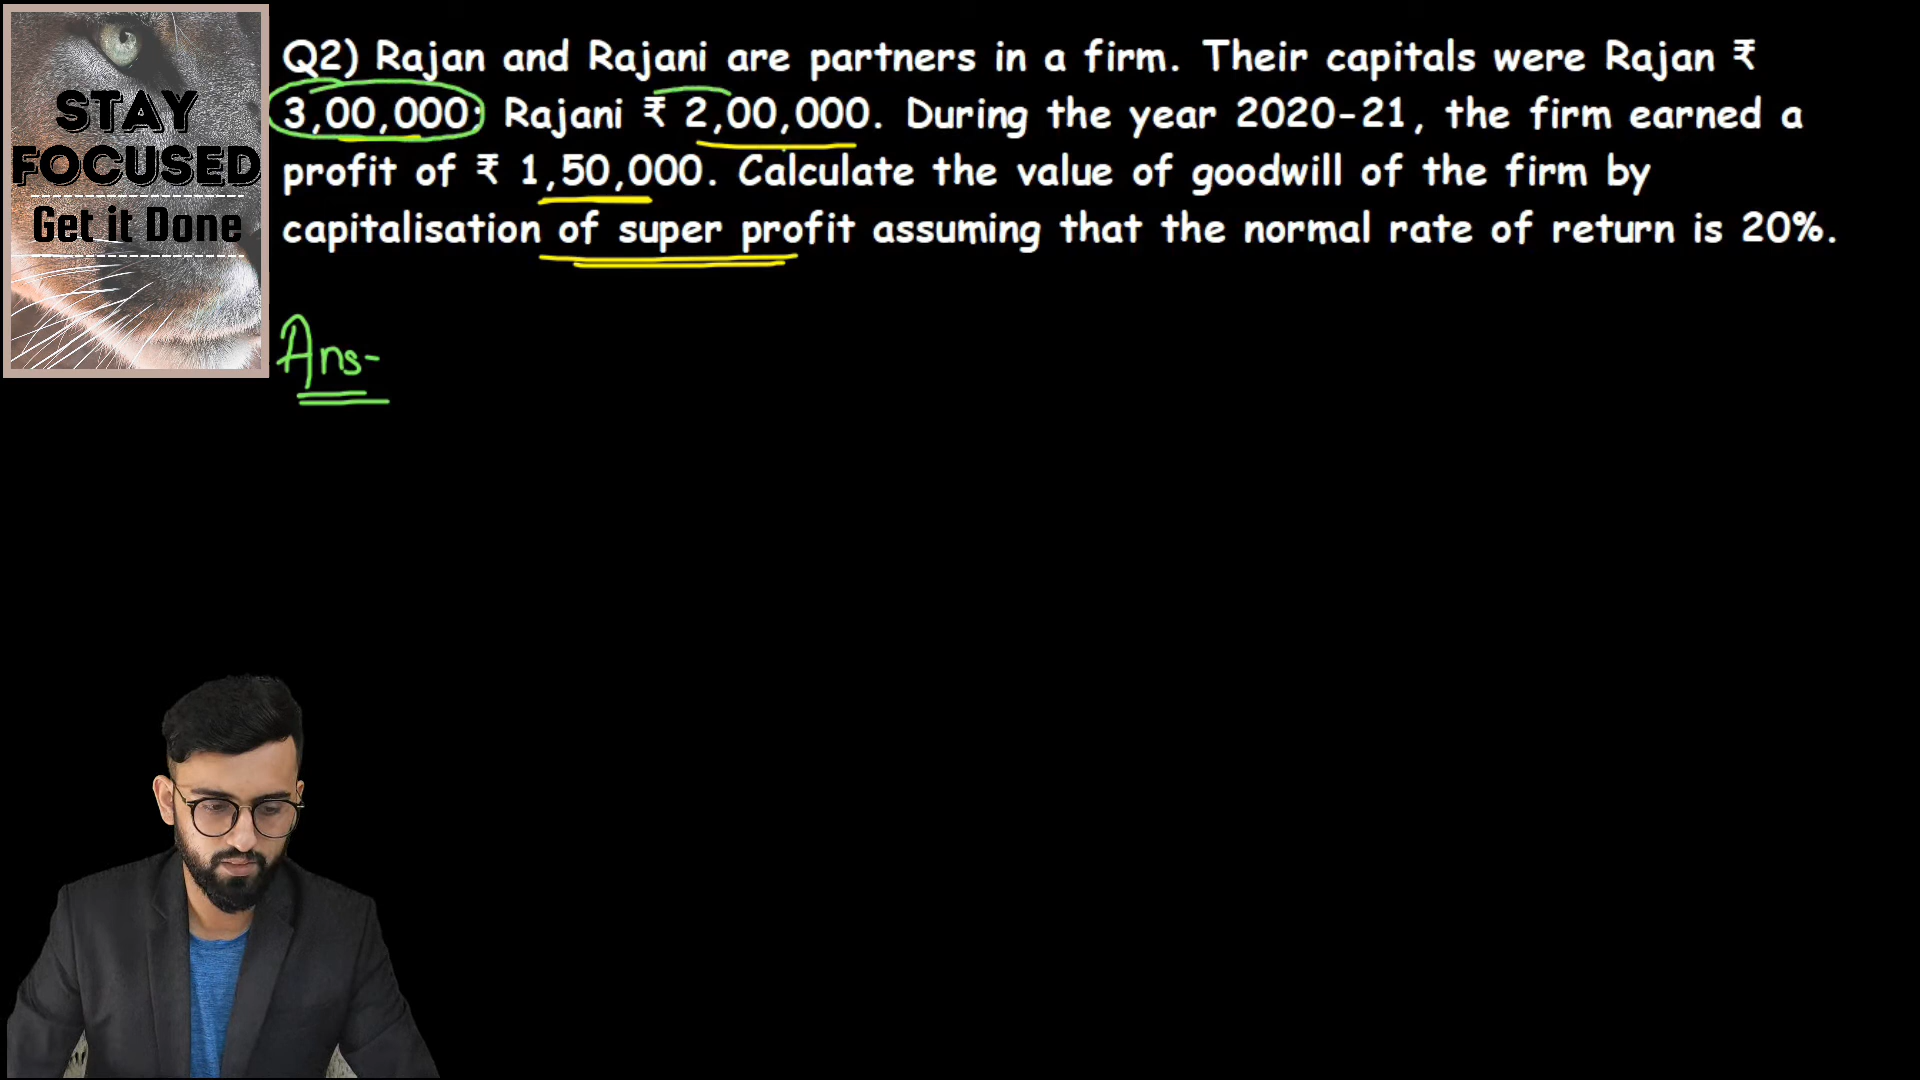 STAY
FOCUSED
Get it Done
Q2) Rajan and Rajani are partners in a firm. Their capitals were Rajan ₹
3,00,000; Rajani ₹ 2,00,000. During the year 2020-21, the firm earned a
profit of ₹ 1,50,000. Calculate the value of goodwill of the firm by
capitalisation of super profit assuming that the normal rate of return is 20%.
Ans-